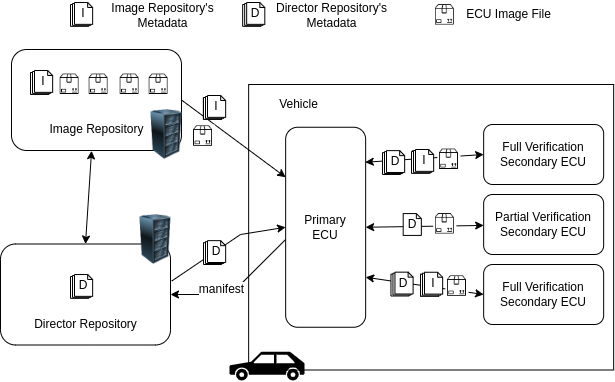 I
Image Repository's
Metadata
D
Director Repository's
Metadata
ECU Image File
I
Image Repository
I
Vehicle
Primary
ECU
D
I
Full Verification
Secondary ECU
D
Partial Verification
Secondary ECU
D
I
Full Verification
Secondary ECU
D
manifest
D
Director Repository